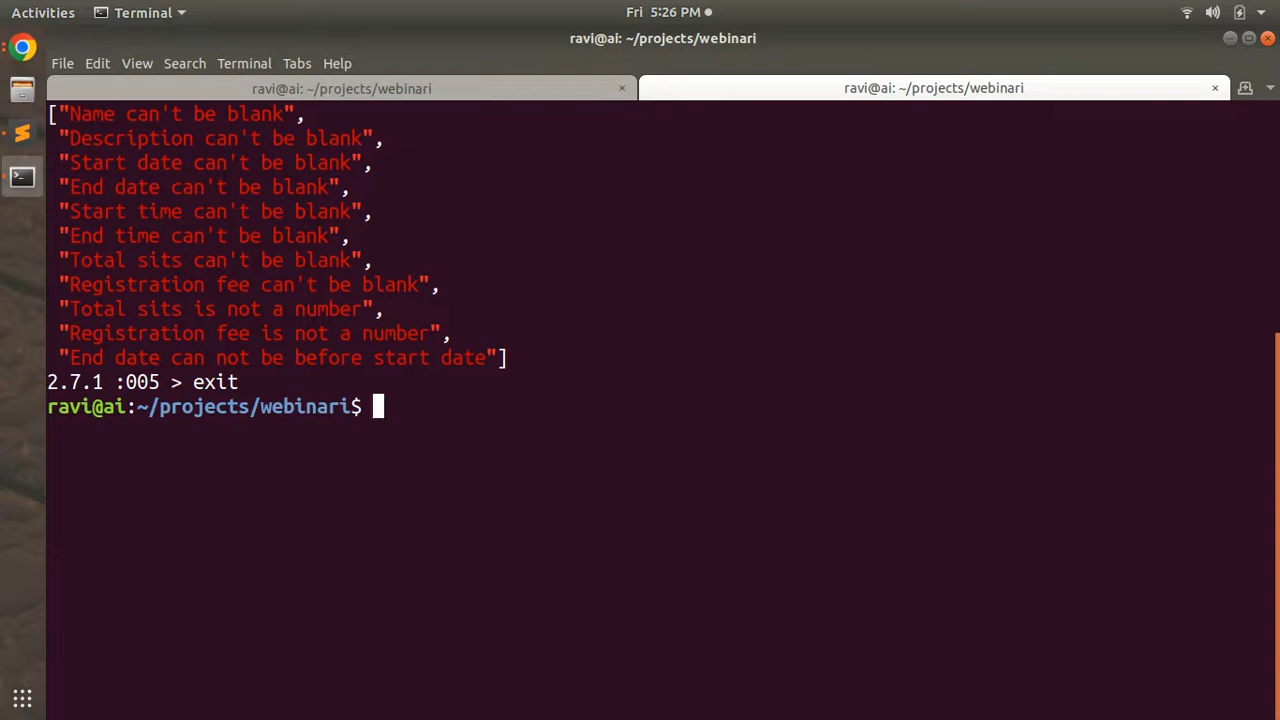 Activities Terminal Fri 5:26 PM
ravi@ai: ~/projects/webinari
File Edit View Search Terminal Tabs Help
ravi@ai: ~/projects/webinari × ravi@ai: ~/projects/webinari ×
["Name can't be blank",
"Description can't be blank",
"Start date can't be blank",
"End date can't be blank",
"Start time can't be blank",
"End time can't be blank",
"Total sits can't be blank",
"Registration fee can't be blank",
"Total sits is not a number",
"Registration fee is not a number",
"End date can not be before start date"]
2.7.1 :005 > exit
ravi@ai:~/projects/webinari$